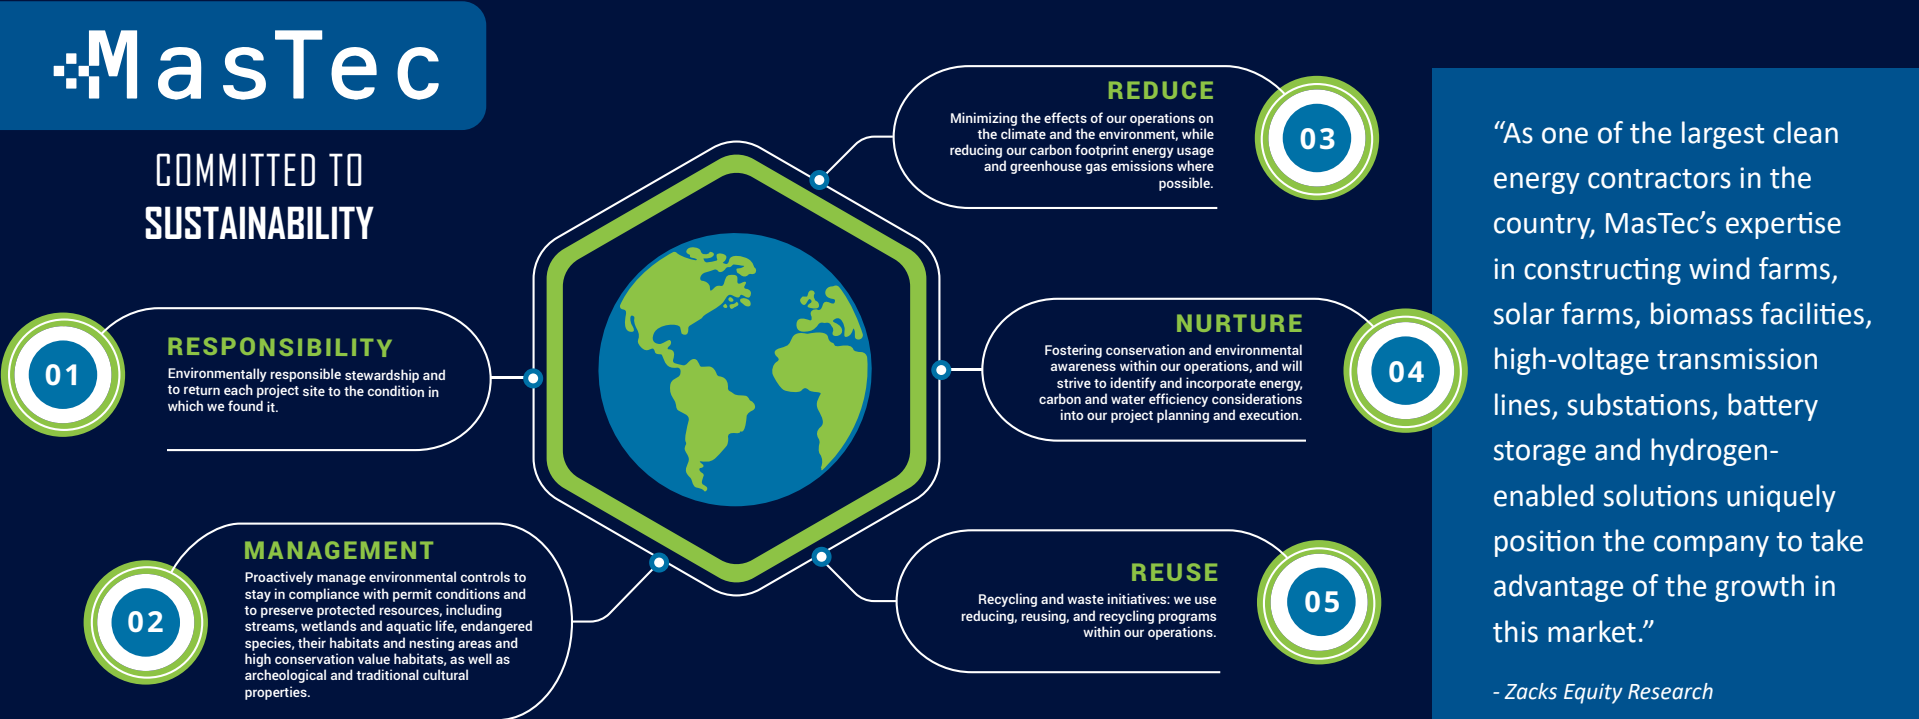 MasTec
COMMITTED TO
SUSTAINABILITY
01
RESPONSIBILITY
Environmentally responsible stewardship and
to return each project site to the condition in
which we found it.
02
MANAGEMENT
Proactively manage environmental controls to
stay in compliance with permit conditions and
to preserve protected resources, including
streams, wetlands and aquatic life, endangered
species, their habitats and nesting areas and
high conservation value habitats, as well as
archeological and traditional cultural
properties.
REDUCE
03
Minimizing the effects of our operations on
the climate and the environment, while
reducing our carbon footprint energy usage
and greenhouse gas emissions where
possible.
NURTURE
04
Fostering conservation and environmental
awareness within our operations, and will
strive to identify and incorporate energy,
carbon and water efficiency considerations
into our project planning and execution.
REUSE
05
Recycling and waste initiatives: we use
reducing, reusing, and recycling programs
within our operations.
“As one of the largest clean
energy contractors in the
country, MasTec’s expertise
in constructing wind farms,
solar farms, biomass facilities,
high-voltage transmission
lines, substations, battery
storage and hydrogen-
enabled solutions uniquely
position the company to take
advantage of the growth in
this market.”
- Zacks Equity Research